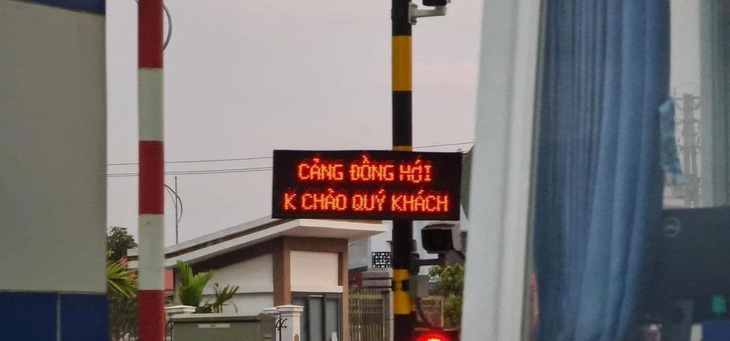 CẢNG ĐỒNG HỚI
K CHÀO QUÝ KHÁCH